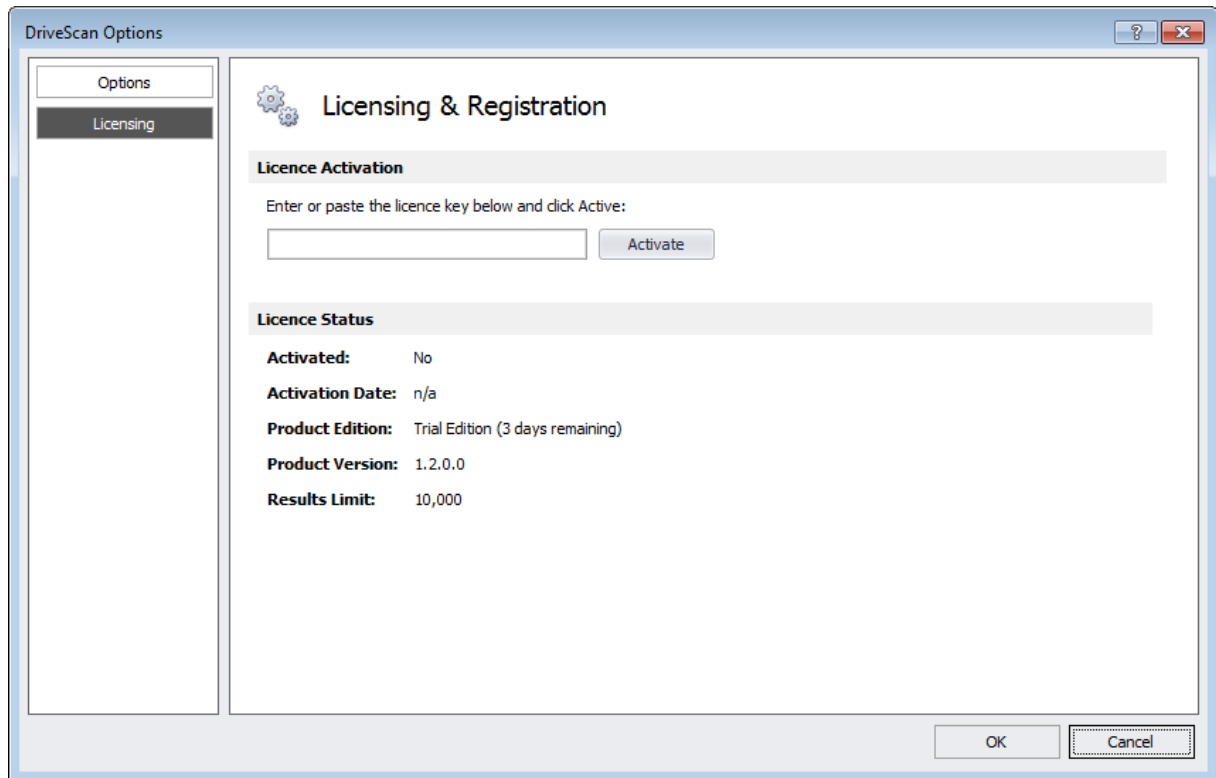 DriveScan Options
?
Options
Licensing
Licensing & Registration
Licence Activation
Enter or paste the licence key below and click Active:
Activate
Licence Status
Activated: No
Activation Date: n/a
Product Edition: Trial Edition (3 days remaining)
Product Version: 1.2.0.0
Results Limit: 10,000
OK Cancel